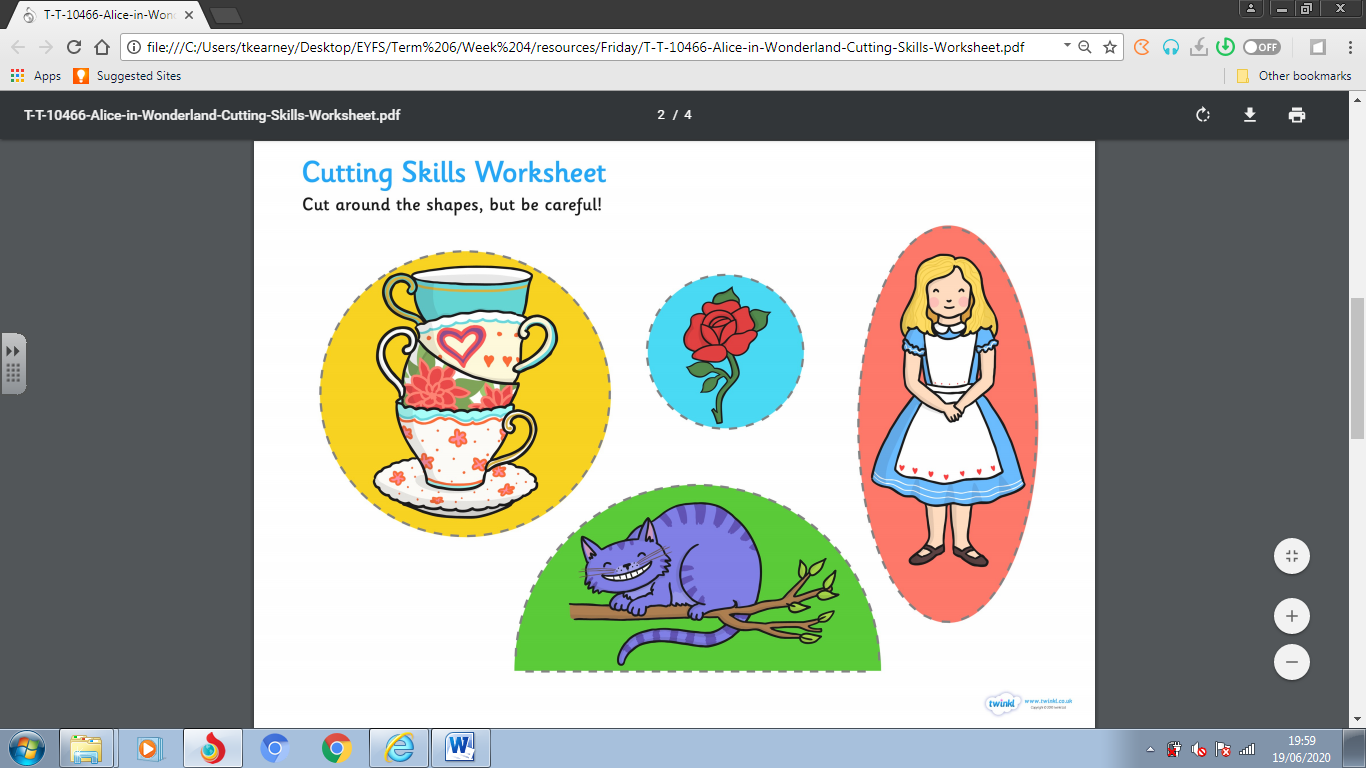 T-T-10466-Alice-in-Won
file:///C:/Users/tkearney/Desktop/EYFS/Term%206/Week%204/resources/Friday/T-T-10466-Alice-in-Wonderland-Cutting-Skills-Worksheet.pdf
OFF
Apps
Suggested Sites
Other bookmarks
T-T-10466-Alice-in-Wonderland-Cutting-Skills-Worksheet.pdf
2 / 4
Cutting Skills Worksheet
Cut around the shapes, but be careful!
twinkl
www.twinkl.co.uk
19:59
19/06/2020